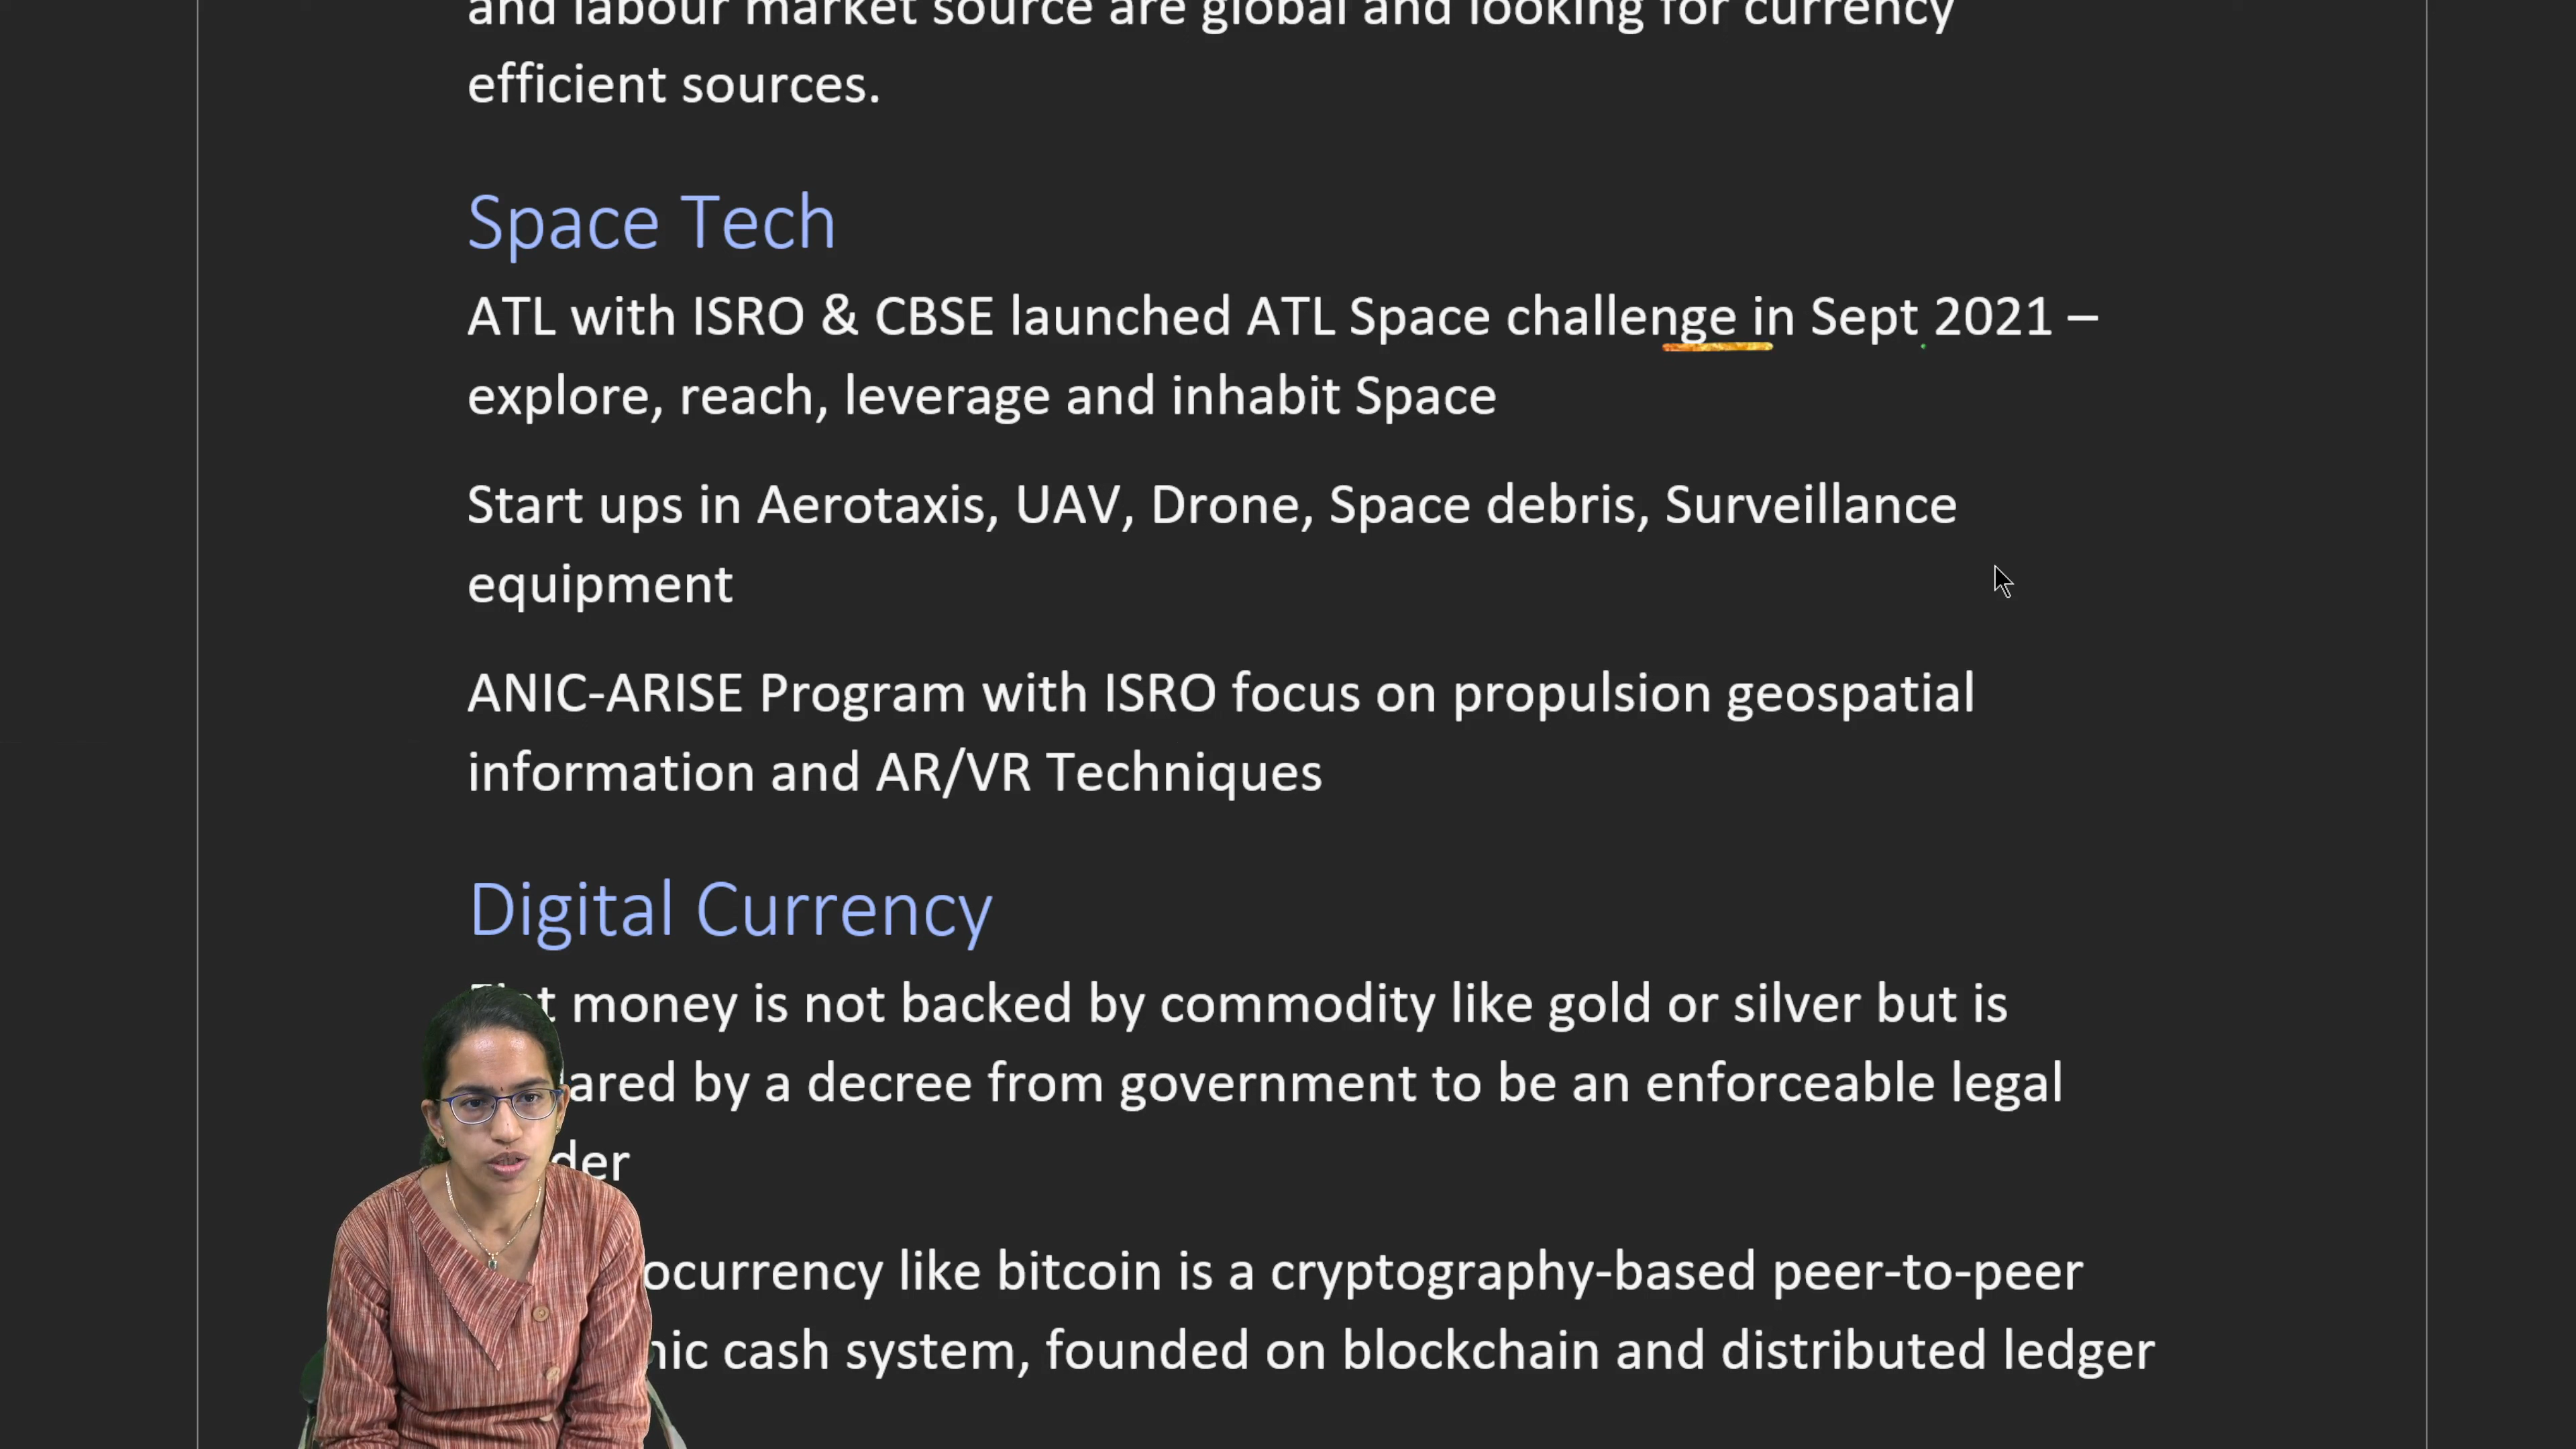 and labour market source are global and looking for currency
efficient sources.
Space Tech
ATL with ISRO & CBSE launched ATL Space challenge in Sept 2021 –
explore, reach, leverage and inhabit Space
Start ups in Aerotaxis, UAV, Drone, Space debris, Surveillance
equipment
ANIC-ARISE Program with ISRO focus on propulsion geospatial
information and AR/VR Techniques
Digital Currency
money is not backed by commodity like gold or silver but is
by a decree from government to be an enforceable legal
like bitcoin is a cryptography-based peer-to-peer
cash system, founded on blockchain and distributed ledger